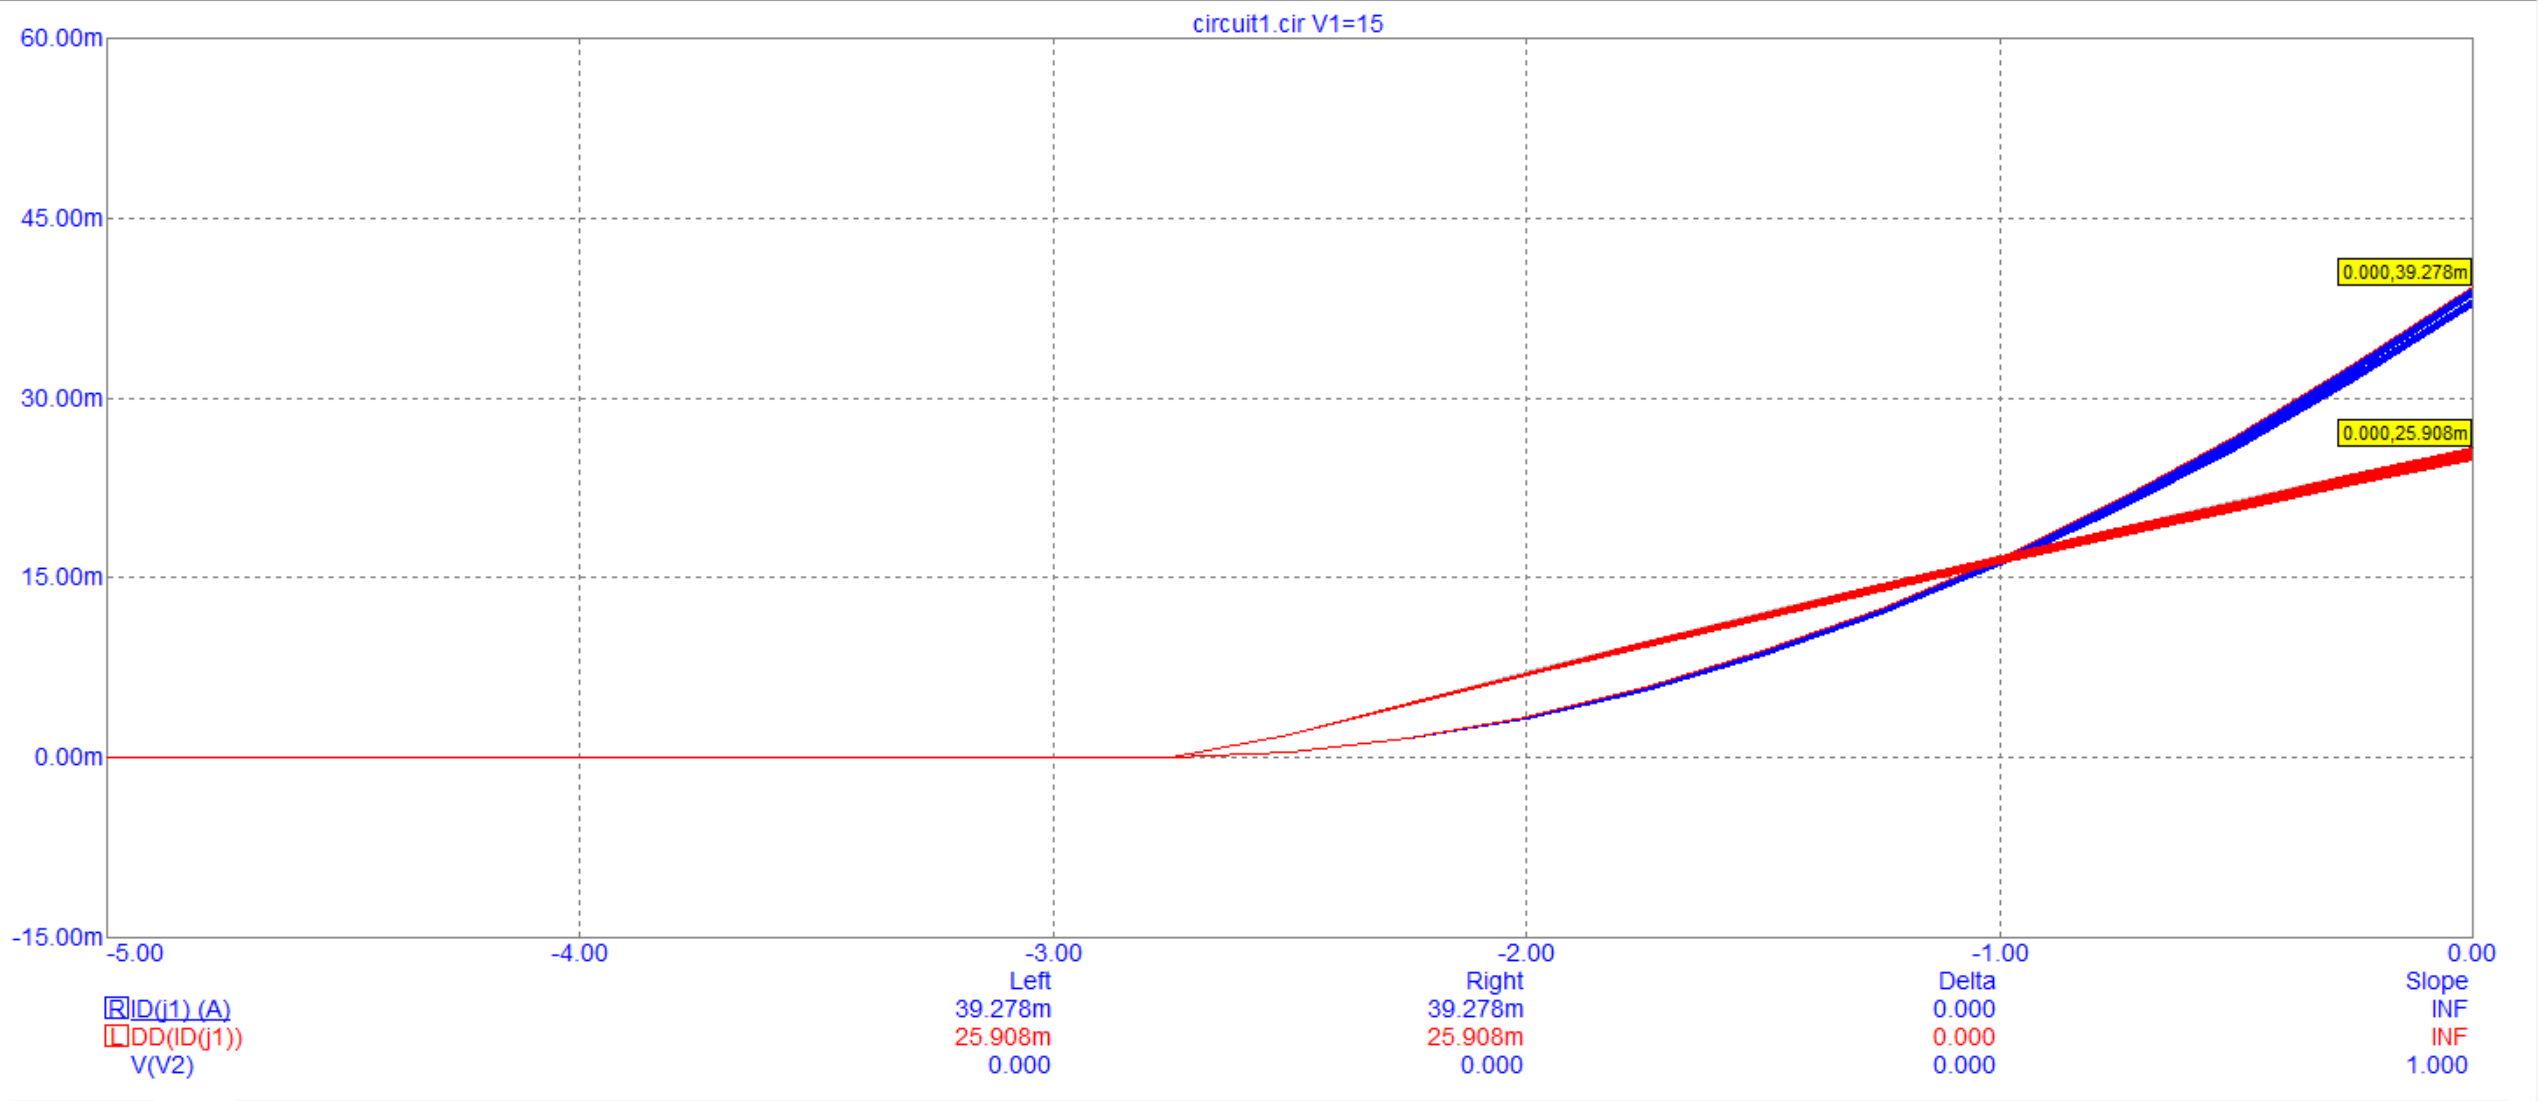 circuit1.cir V1=15
60.00m
45.00m
30.00m
15.00m
0.00m
-15.00m
0.000,39.278m
0.000,25.908m
-5.00 -4.00 -3.00 -2.00 -1.00 0.00
Left Right Delta Slope
R ID(j1) (A) 39.278m 39.278m 0.000 INF
L DD(ID(j1)) 25.908m 25.908m 0.000 INF
V(V2) 0.000 0.000 0.000 1.000